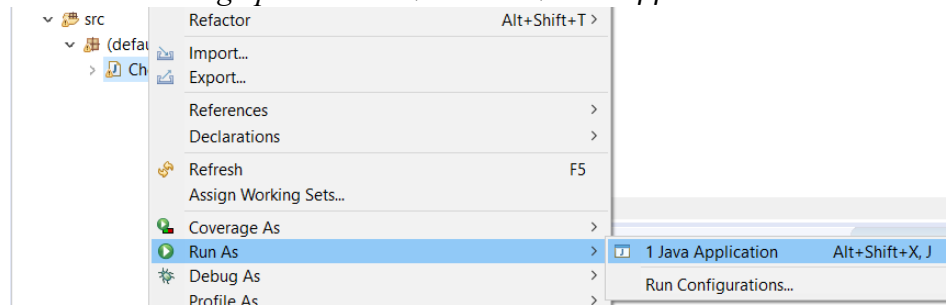 src
Refactor Alt+Shift+T >
(defau
Import...
Ch
Export...
References >
Declarations >
Refresh F5
Assign Working Sets...
Coverage As >
Run As >
1 Java Application Alt+Shift+X, J
Debug As >
Run Configurations...
Profile As >